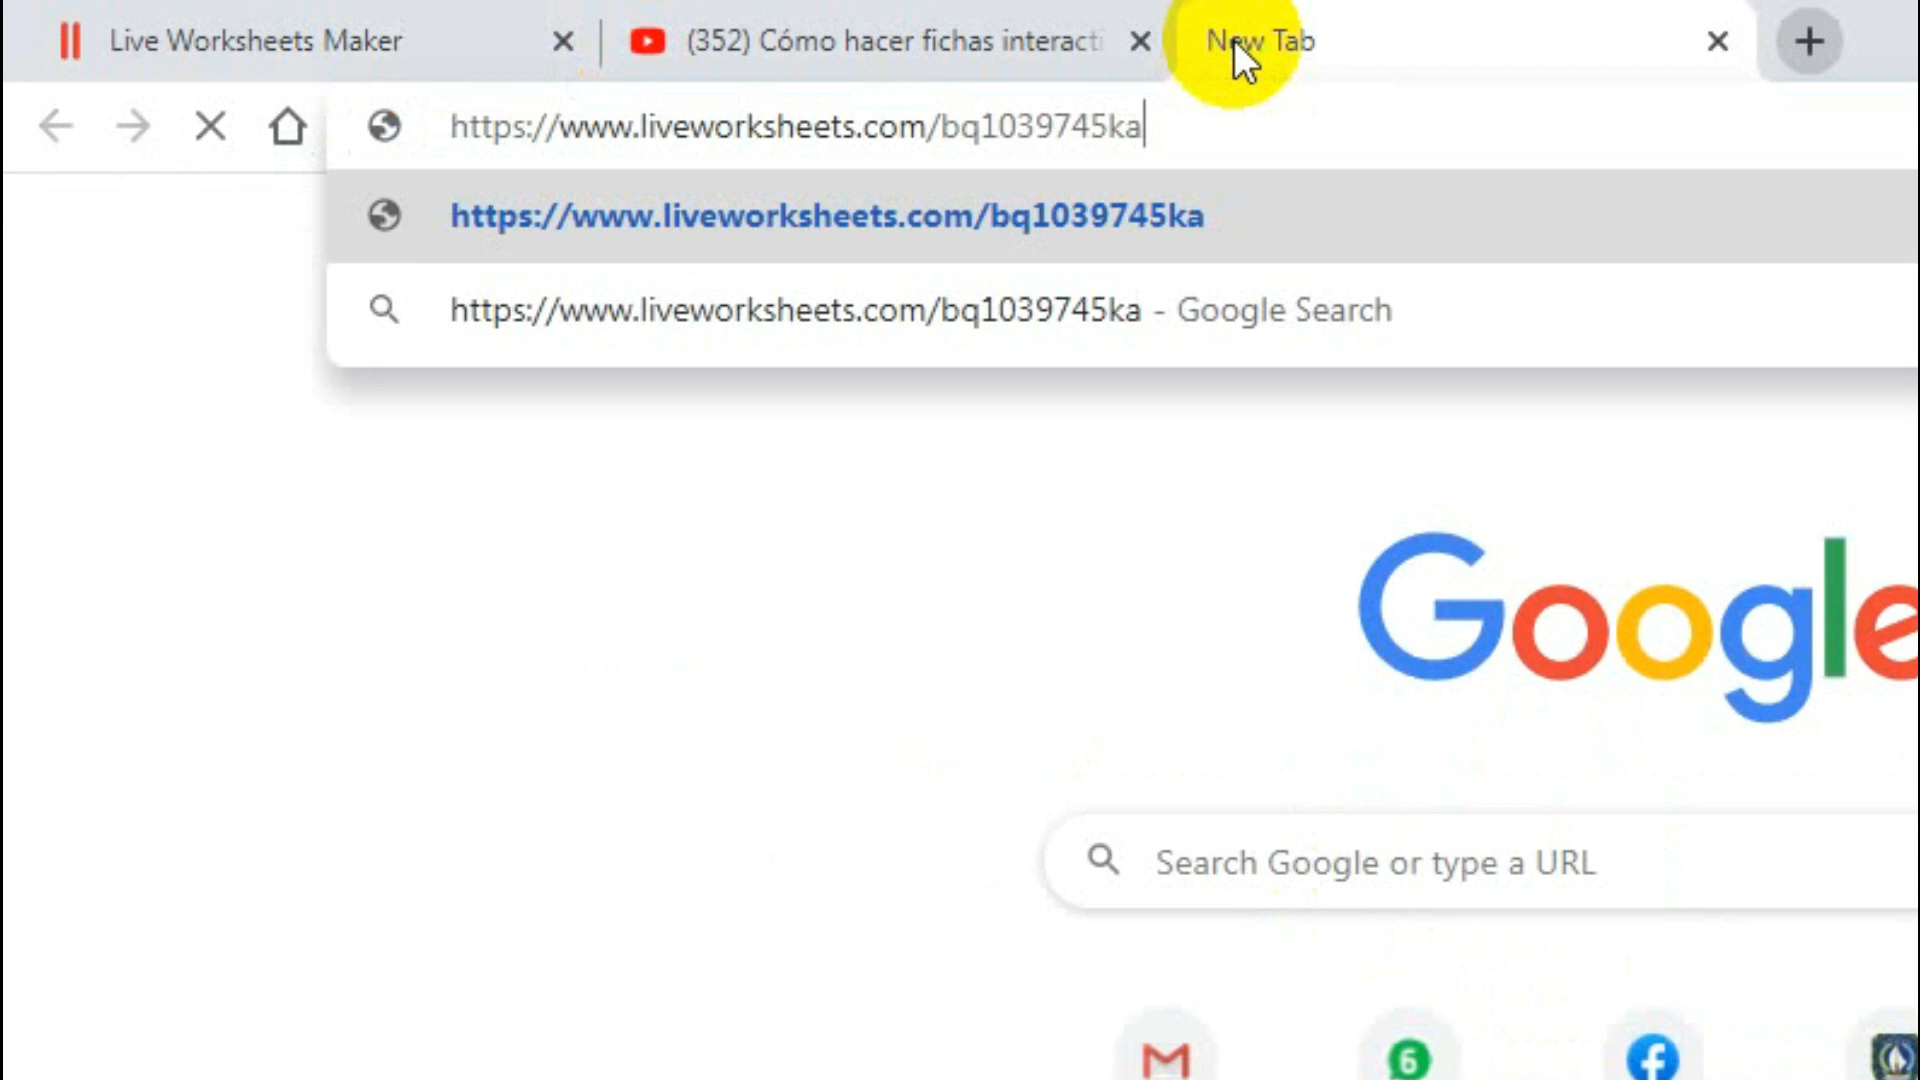 Live Worksheets Maker
(352) Cómo hacer fichas interacti
New Tab
https://www.liveworksheets.com/bq1039745ka
https://www.liveworksheets.com/bq1039745ka
https://www.liveworksheets.com/bq1039745ka - Google Search
Google
Search Google or type a URL
6